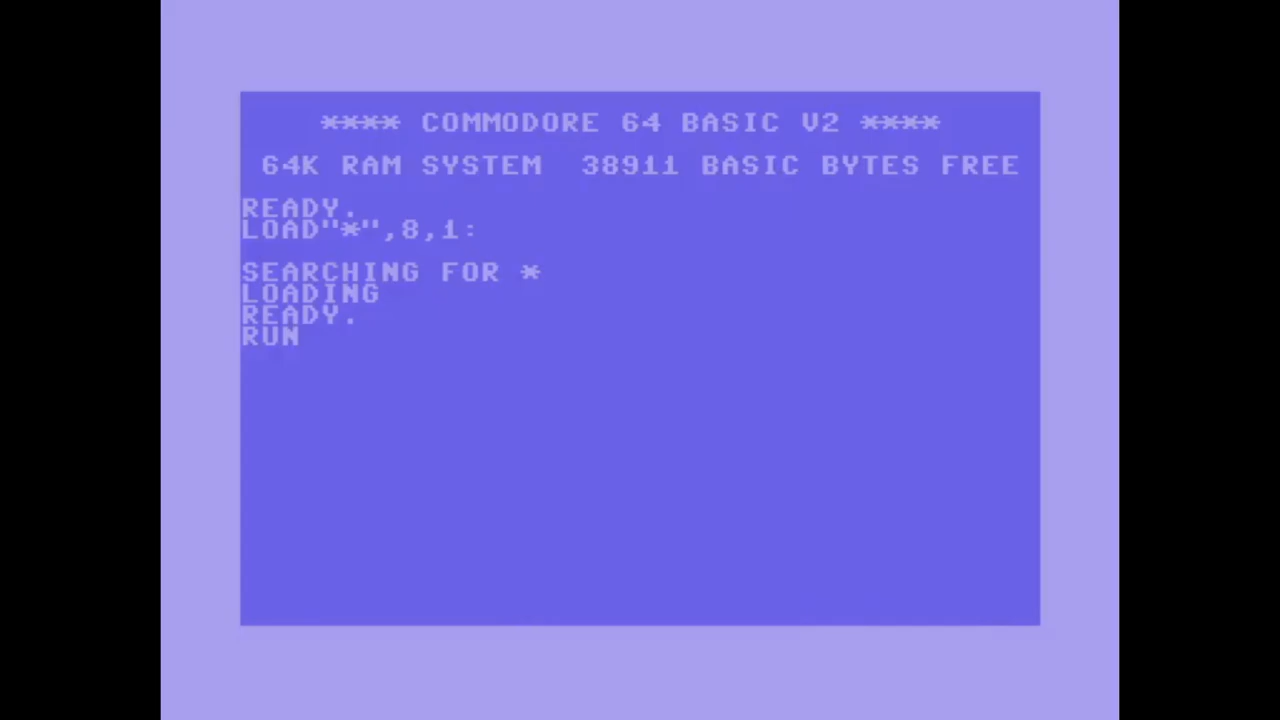 **** COMMODORE 64 BASIC V2 ****
64K RAM SYSTEM  38911 BASIC BYTES FREE
READY.
LOAD"*",8,1:
SEARCHING FOR *
LOADING
READY.
RUN